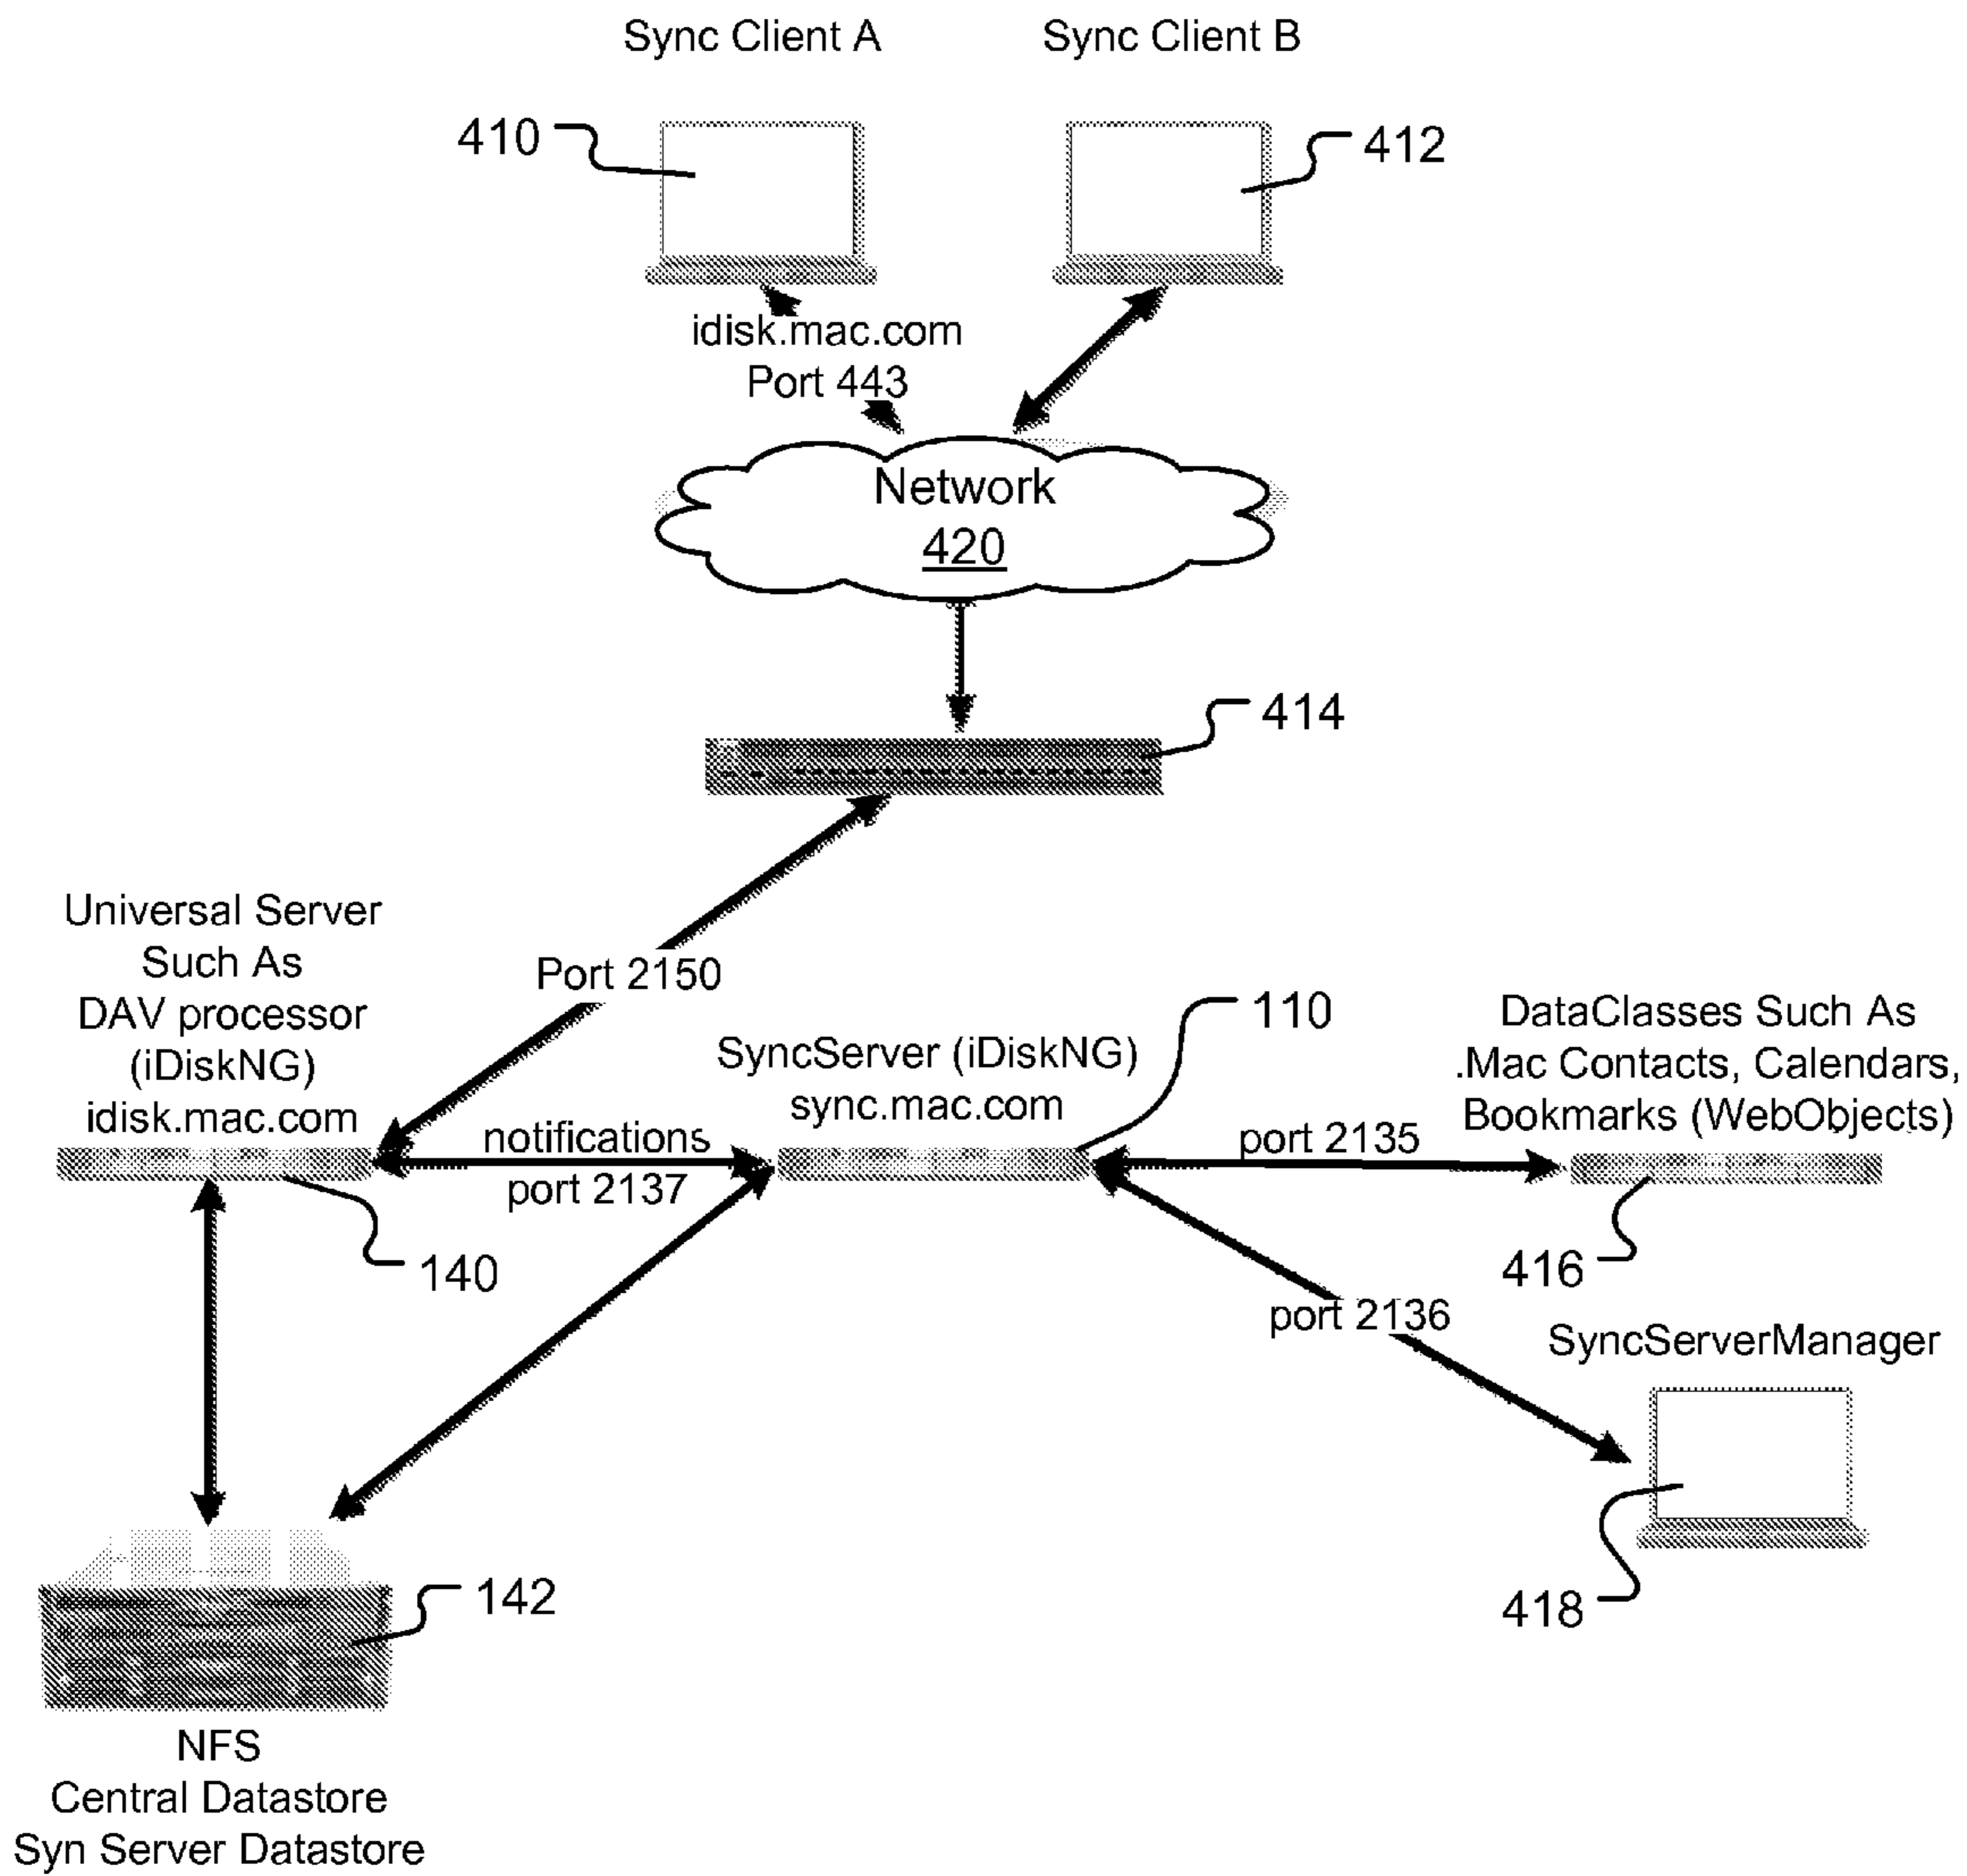 Sync Client A
Sync Client B
410
412
idisk.mac.com
Port 443
Network
420
414
Port 2150
Universal Server
Such As
DAV processor
(iDiskNG)
idisk.mac.com
110
SyncServer (iDiskNG)
sync.mac.com
DataClasses Such As
.Mac Contacts, Calendars,
Bookmarks (WebObjects)
notifications
port 2137
port 2135
140
416
port 2136
SyncServerManager
418
142
NFS
Central Datastore
Syn Server Datastore